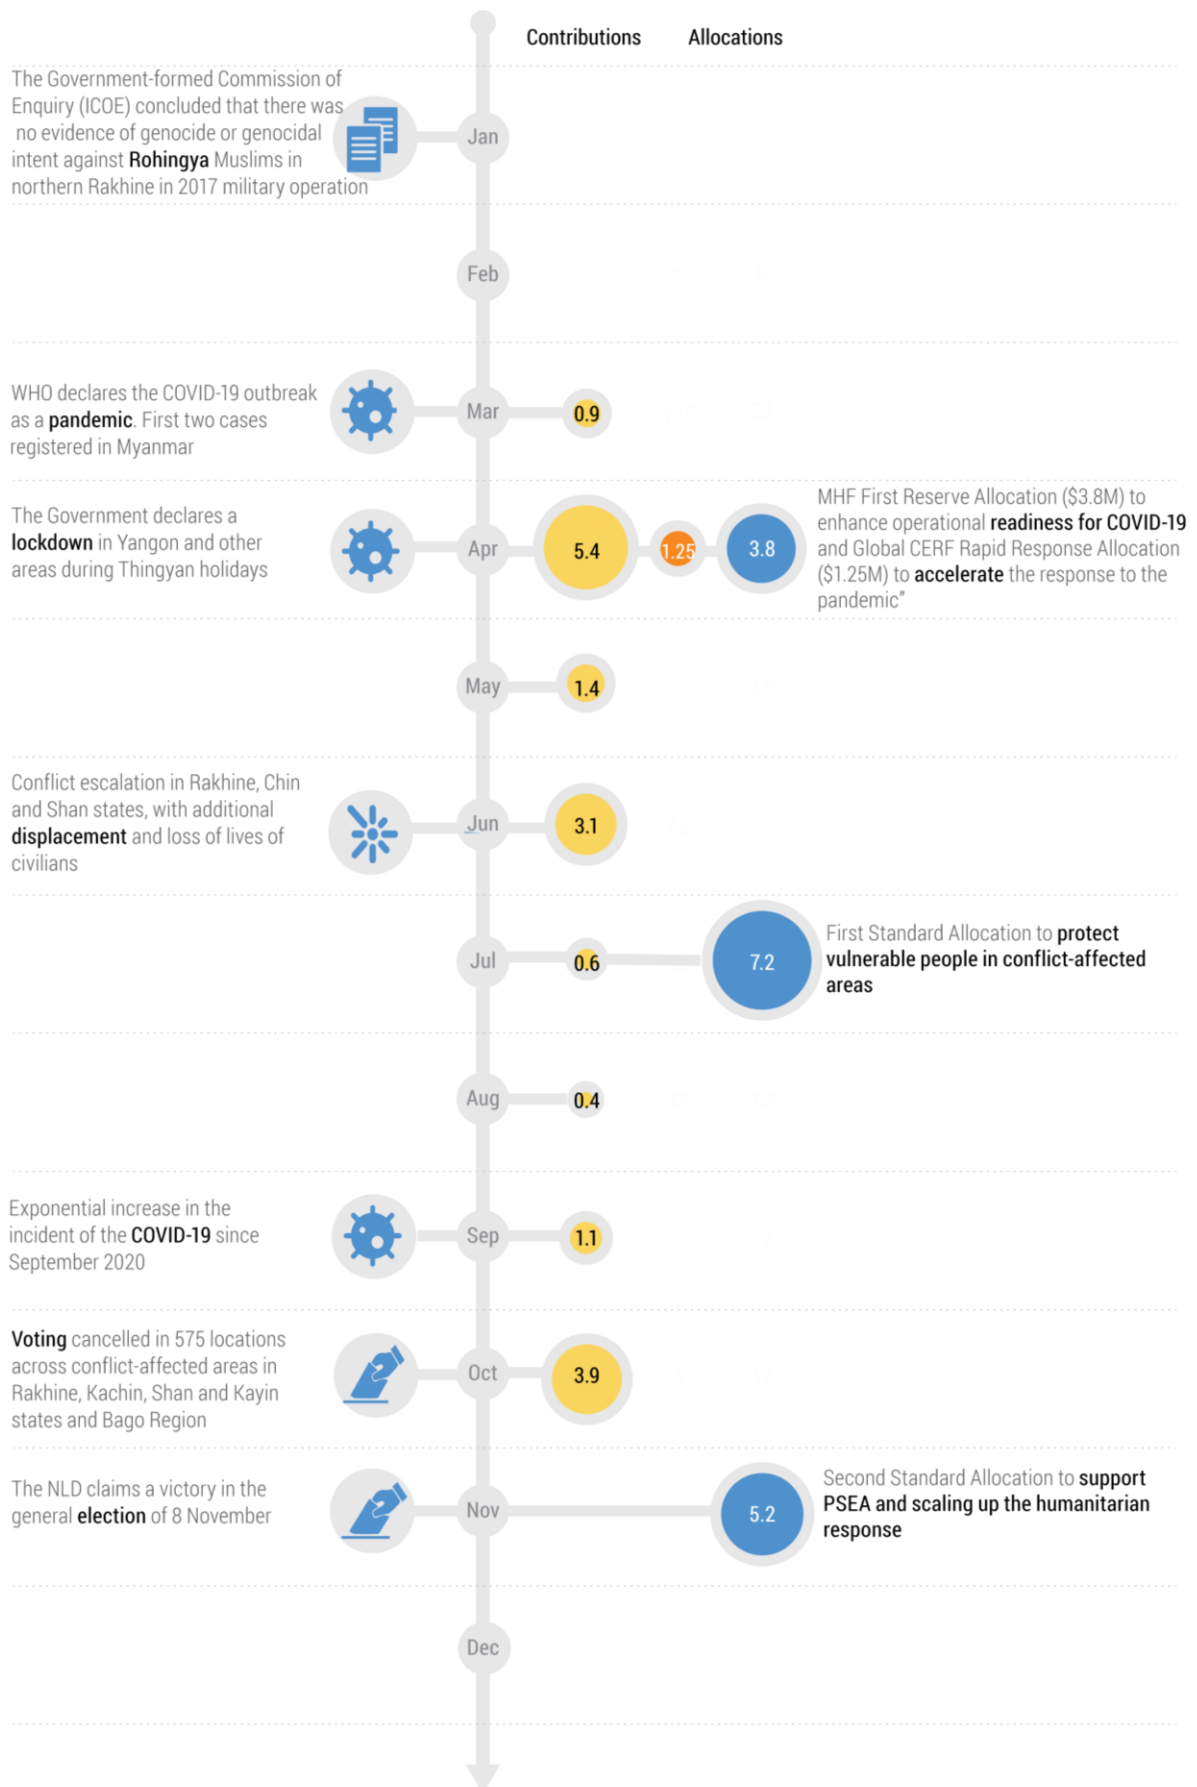 Contributions Allocations
The Government-formed Commission of
Enquiry (ICOE) concluded that there was
no evidence of genocide or genocidal
intent against Rohingya Muslims in
northern Rakhine in 2017 military operation
Jan
Feb
WHO declares the COVID-19 outbreak
as a pandemic. First two cases
registered in Myanmar
Mar
0.9
The Government declares a
lockdown in Yangon and other
areas during Thingyan holidays
Apr
5.4
1.25
3.8
MHF First Reserve Allocation ($3.8M) to
enhance operational readiness for COVID-19
and Global CERF Rapid Response Allocation
($1.25M) to accelerate the response to the
pandemic"
May
1.4
Conflict escalation in Rakhine, Chin
and Shan states, with additional
displacement and loss of lives of
civilians
Jun
3.1
Jul
0.6
7.2
First Standard Allocation to protect
vulnerable people in conflict-affected
areas
Aug
0.4
Exponential increase in the
incident of the COVID-19 since
September 2020
Sep
1.1
Voting cancelled in 575 locations
across conflict-affected areas in
Rakhine, Kachin, Shan and Kayin
states and Bago Region
Oct
3.9
The NLD claims a victory in the
general election of 8 November
Nov
5.2
Second Standard Allocation to support
PSEA and scaling up the humanitarian
response
Dec